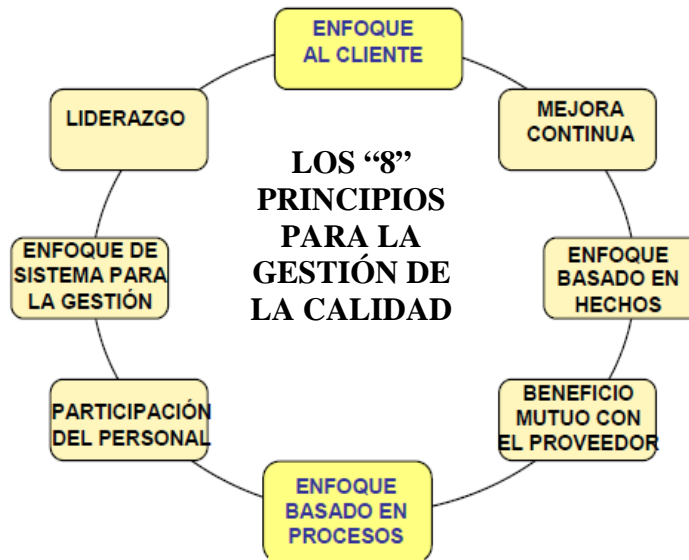 ENFOQUE
AL CLIENTE
LIDERAZGO
MEJORA
CONTINUA
LOS “8”
PRINCIPIOS
PARA LA
GESTIÓN DE
LA CALIDAD
ENFOQUE DE
SISTEMA PARA
LA GESTIÓN
ENFOQUE
BASADO EN
HECHOS
PARTICIPACIÓN
DEL PERSONAL
BENEFICIO
MUTUO CON
EL PROVEEDOR
ENFOQUE
BASADO EN
PROCESOS